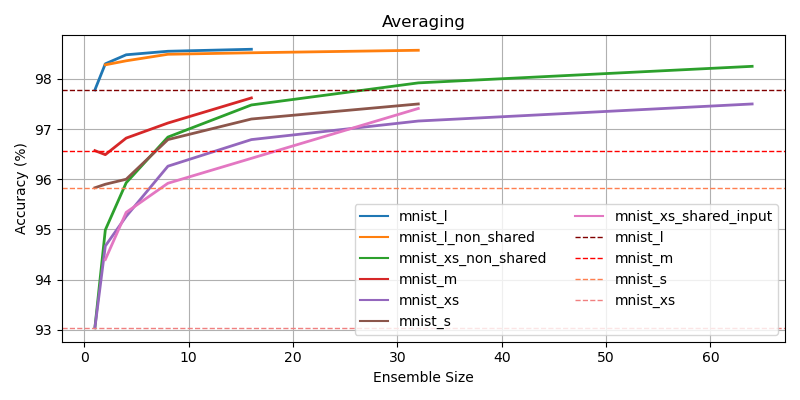 Averaging
Accuracy (%)
98
97
96
95
94
93
0 10 20 30 40 50 60
Ensemble Size
mnist_l
mnist_l_non_shared
mnist_xs_non_shared
mnist_m
mnist_xs
mnist_s
mnist_xs_shared_input
mnist_l
mnist_m
mnist_s
mnist_xs